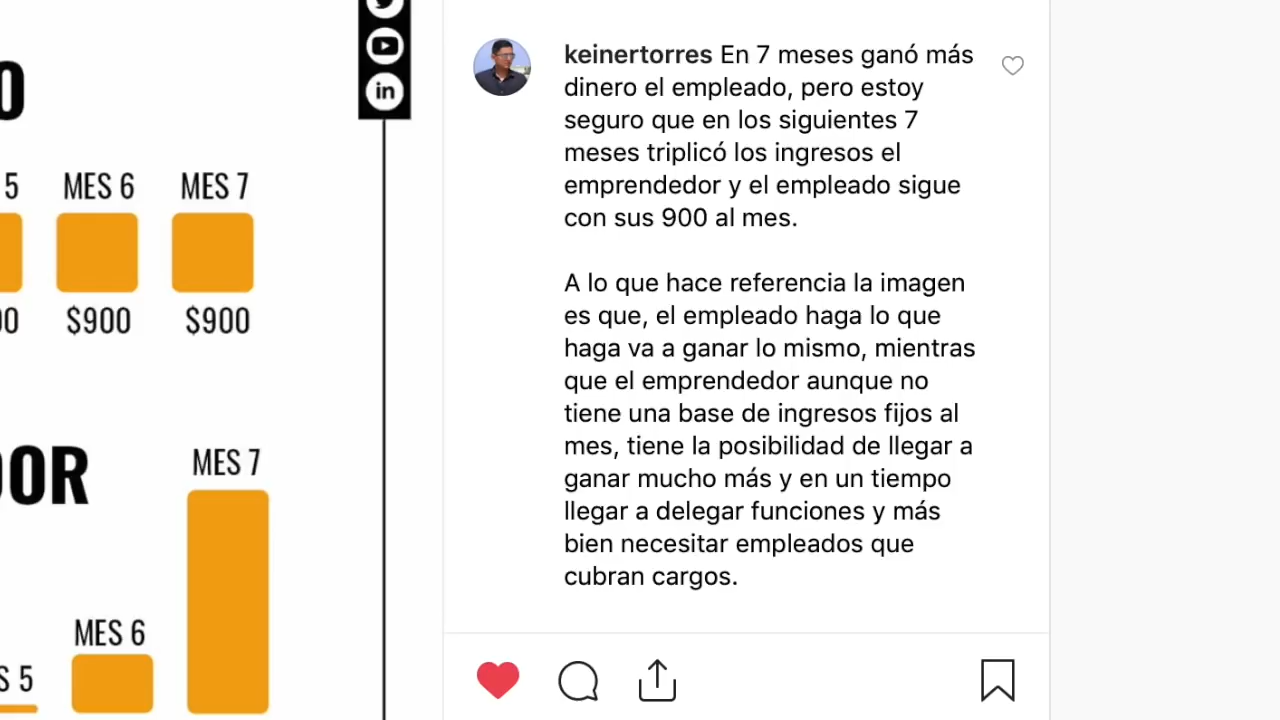 O
5 MES 6 MES 7
00 $900 $900
DOR
MES 7
MES 6
S 5
in
keinertorres En 7 meses ganó más
dinero el empleado, pero estoy
seguro que en los siguientes 7
meses triplicó los ingresos el
emprendedor y el empleado sigue
con sus 900 al mes.
A lo que hace referencia la imagen
es que, el empleado haga lo que
haga va a ganar lo mismo, mientras
que el emprendedor aunque no
tiene una base de ingresos fijos al
mes, tiene la posibilidad de llegar a
ganar mucho más y en un tiempo
llegar a delegar funciones y más
bien necesitar empleados que
cubran cargos.